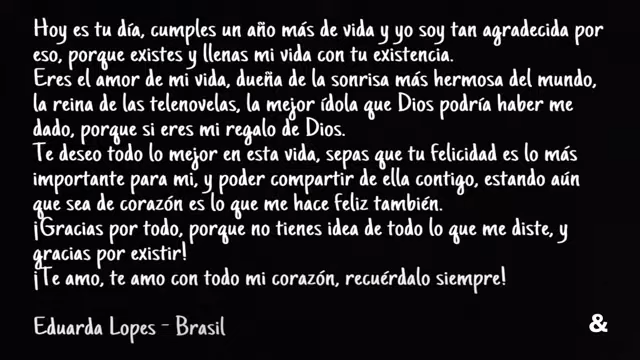 Hoy es tu día, cumples un año más de vida y yo soy tan agradecida por
eso, porque existes y llenas mi vida con tu existencia.
Eres el amor de mi vida, dueña de la sonrisa más hermosa del mundo,
la reina de las telenovelas, la mejor ídola que Dios podría haber me
dado, porque si eres mi regalo de Dios.
Te deseo todo lo mejor en esta vida, sepas que tu felicidad es lo más
importante para mi, y poder compartir de ella contigo, estando aún
que sea de corazón es lo que me hace feliz también.
¡Gracias por todo, porque no tienes idea de todo lo que me diste, y
gracias por existir!
¡Te amo, te amo con todo mi corazón, recuérdalo siempre!
Eduarda Lopes - Brasil
&